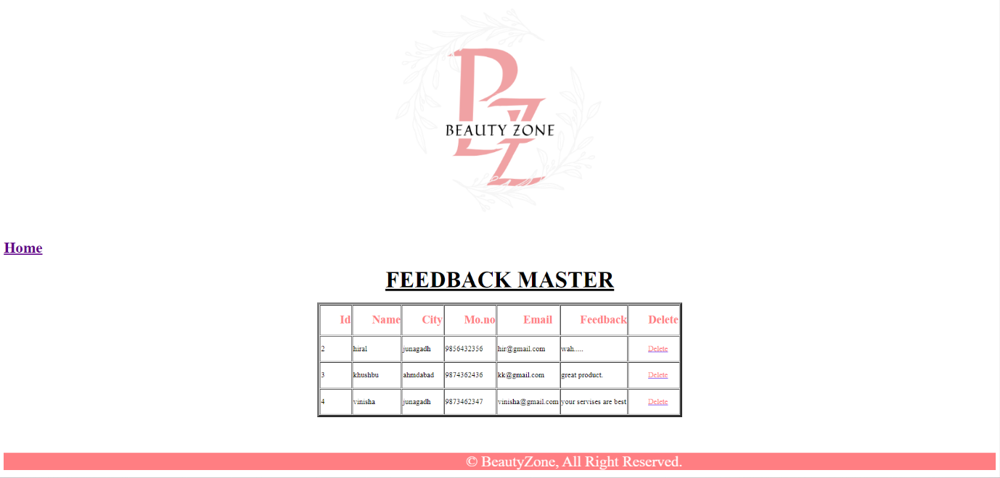 BEAUTY ZONE
Home
FEEDBACK MASTER
Id Name City Mo.no Email Feedback Delete
2 hiral junagadh 9856432356 hir@gmail.com wah..... Delete
3 khushbu ahmdabad 9874362436 kk@gmail.com great product. Delete
4 vinisha junagadh 9873462347 vinisha@gmail.com your servises are best Delete
© BeautyZone, All Right Reserved.